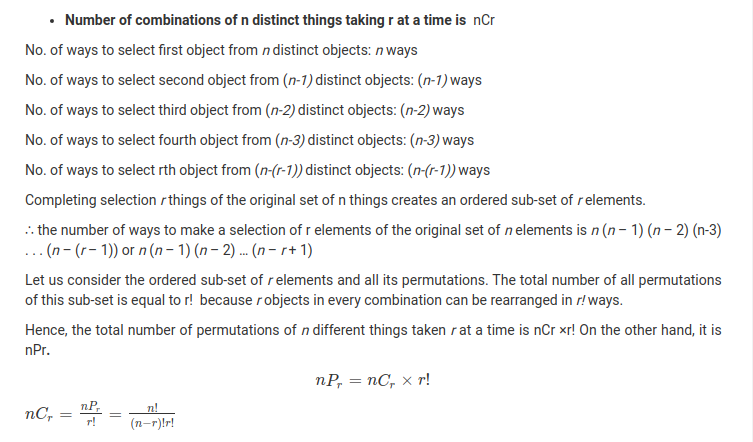 • Number of combinations of n distinct things taking r at a time is nCr
No. of ways to select first object from n distinct objects: n ways
No. of ways to select second object from (n-1) distinct objects: (n-1) ways
No. of ways to select third object from (n-2) distinct objects: (n-2) ways
No. of ways to select fourth object from (n-3) distinct objects: (n-3) ways
No. of ways to select rth object from (n-(r-1)) distinct objects: (n-(r-1)) ways
Completing selection r things of the original set of n things creates an ordered sub-set of r elements.
∴ the number of ways to make a selection of r elements of the original set of n elements is n (n – 1) (n – 2) (n-3)
. . . (n – (r – 1)) or n (n – 1) (n – 2) ... (n – r + 1)
Let us consider the ordered sub-set of r elements and all its permutations. The total number of all permutations
of this sub-set is equal to r! because r objects in every combination can be rearranged in r! ways.
Hence, the total number of permutations of n different things taken r at a time is nCr ×r! On the other hand, it is
nPr.
nPᵣ = nCᵣ × r!
nCᵣ = nPᵣ/r! = n!/(n−r)!r!